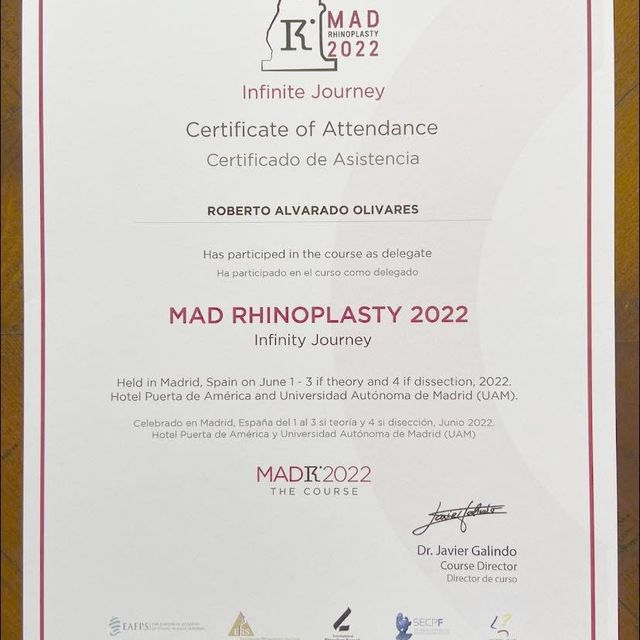 R MAD
RHINOPLASTY
2022
Infinite Journey
Certificate of Attendance
Certificado de Asistencia
ROBERTO ALVARADO OLIVARES
Has participed in the course as delegate
Ha participado en el curso como delegado
MAD RHINOPLASTY 2022
Infinity Journey
Held in Madrid, Spain on June 1 - 3 if theory and 4 if dissection, 2022.
Hotel Puerta de América and Universidad Autónoma de Madrid (UAM).
Celebrado en Madrid, España del 1 al 3 si teoría y 4 si disección, Junio 2022.
Hotel Puerta de América y Universidad Autónoma de Madrid (UAM)
MADR2022
THE COURSE
Dr. Javier Galindo
Course Director
Director de curso
EAFPS
SECPF